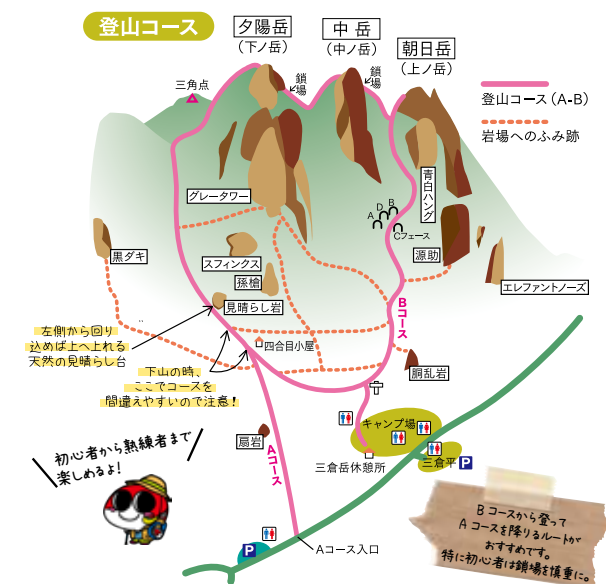 登山コース
夕陽岳
(下ノ岳)
中 岳
(中ノ岳)
朝日岳
(上ノ岳)
三角点
鎖場
鎖場
登山コース(A-B)
岩場へのふみ跡
グレータワー
青白ハング
A
D
B
Cフェース
源助
黒ダキ
スフィンクス
孫槍
見晴らし岩
エレファントノーズ
Bコース
左側から回り
込めば上へ上れる
天然の見晴らし台
四合目小屋
下山の時、
ここでコースを
間違えやすいので注意!
胴乱岩
扇岩
Aコース
キャンプ場
三倉岳休憩所
三倉平
P
初心者から熟練者まで
楽しめるよ!
P
Aコース入口
Bコースから登って
Aコースを降りるルートが
おすすめです。
特に初心者は鎖場を慎重に。